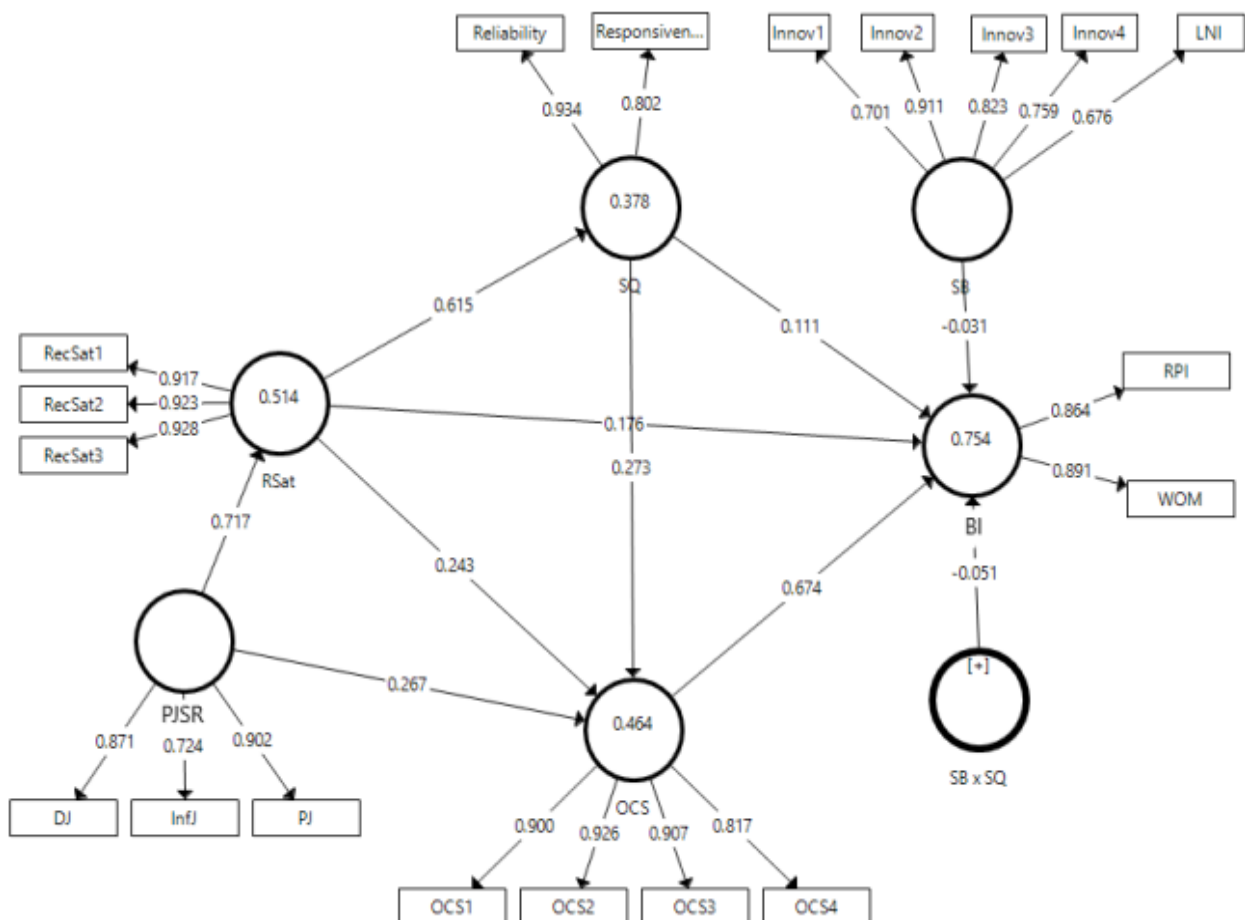 Reliability
Responsiven...
Innov1
Innov2
Innov3
Innov4
LNI
0.934
0.802
0.701
0.911
0.823
0.759
0.676
0.378
SQ
SB
0.615
0.111
-0.031
RecSat1
RecSat2
RecSat3
0.917
0.923
0.928
0.514
RSat
0.176
0.273
0.754
BI
0.864
0.891
RPI
WOM
0.717
0.243
0.674
-0.051
PJSR
0.267
0.464
OCS
[+]
SB x SQ
0.871
0.724
0.902
DJ
InfJ
PJ
0.900
0.926
0.907
0.817
OCS1
OCS2
OCS3
OCS4